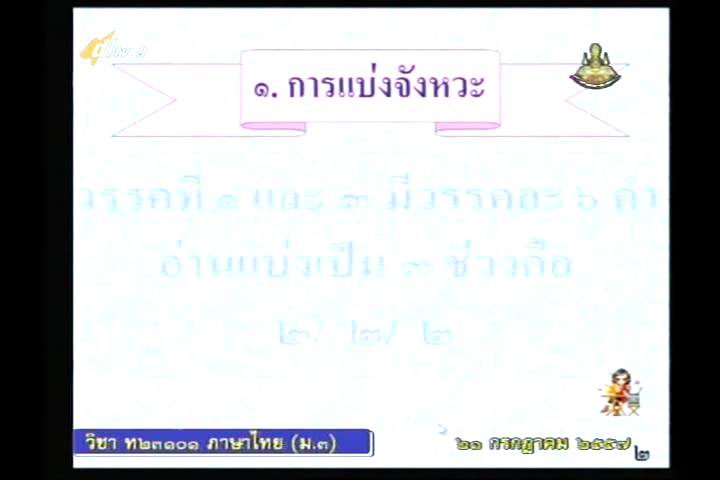 ๑. การแบ่งจังหวะ
วรรคที่ ๑ และ ๓ มีวรรคละ ๖ คำ
อ่านแบ่งเป็น ๓ ช่วงคือ
๒/ ๒/ ๒
วิชา ท๒๓๑๐๑ ภาษาไทย (ม.๓)
๒๑ กรกฎาคม ๒๕๕๗
๒